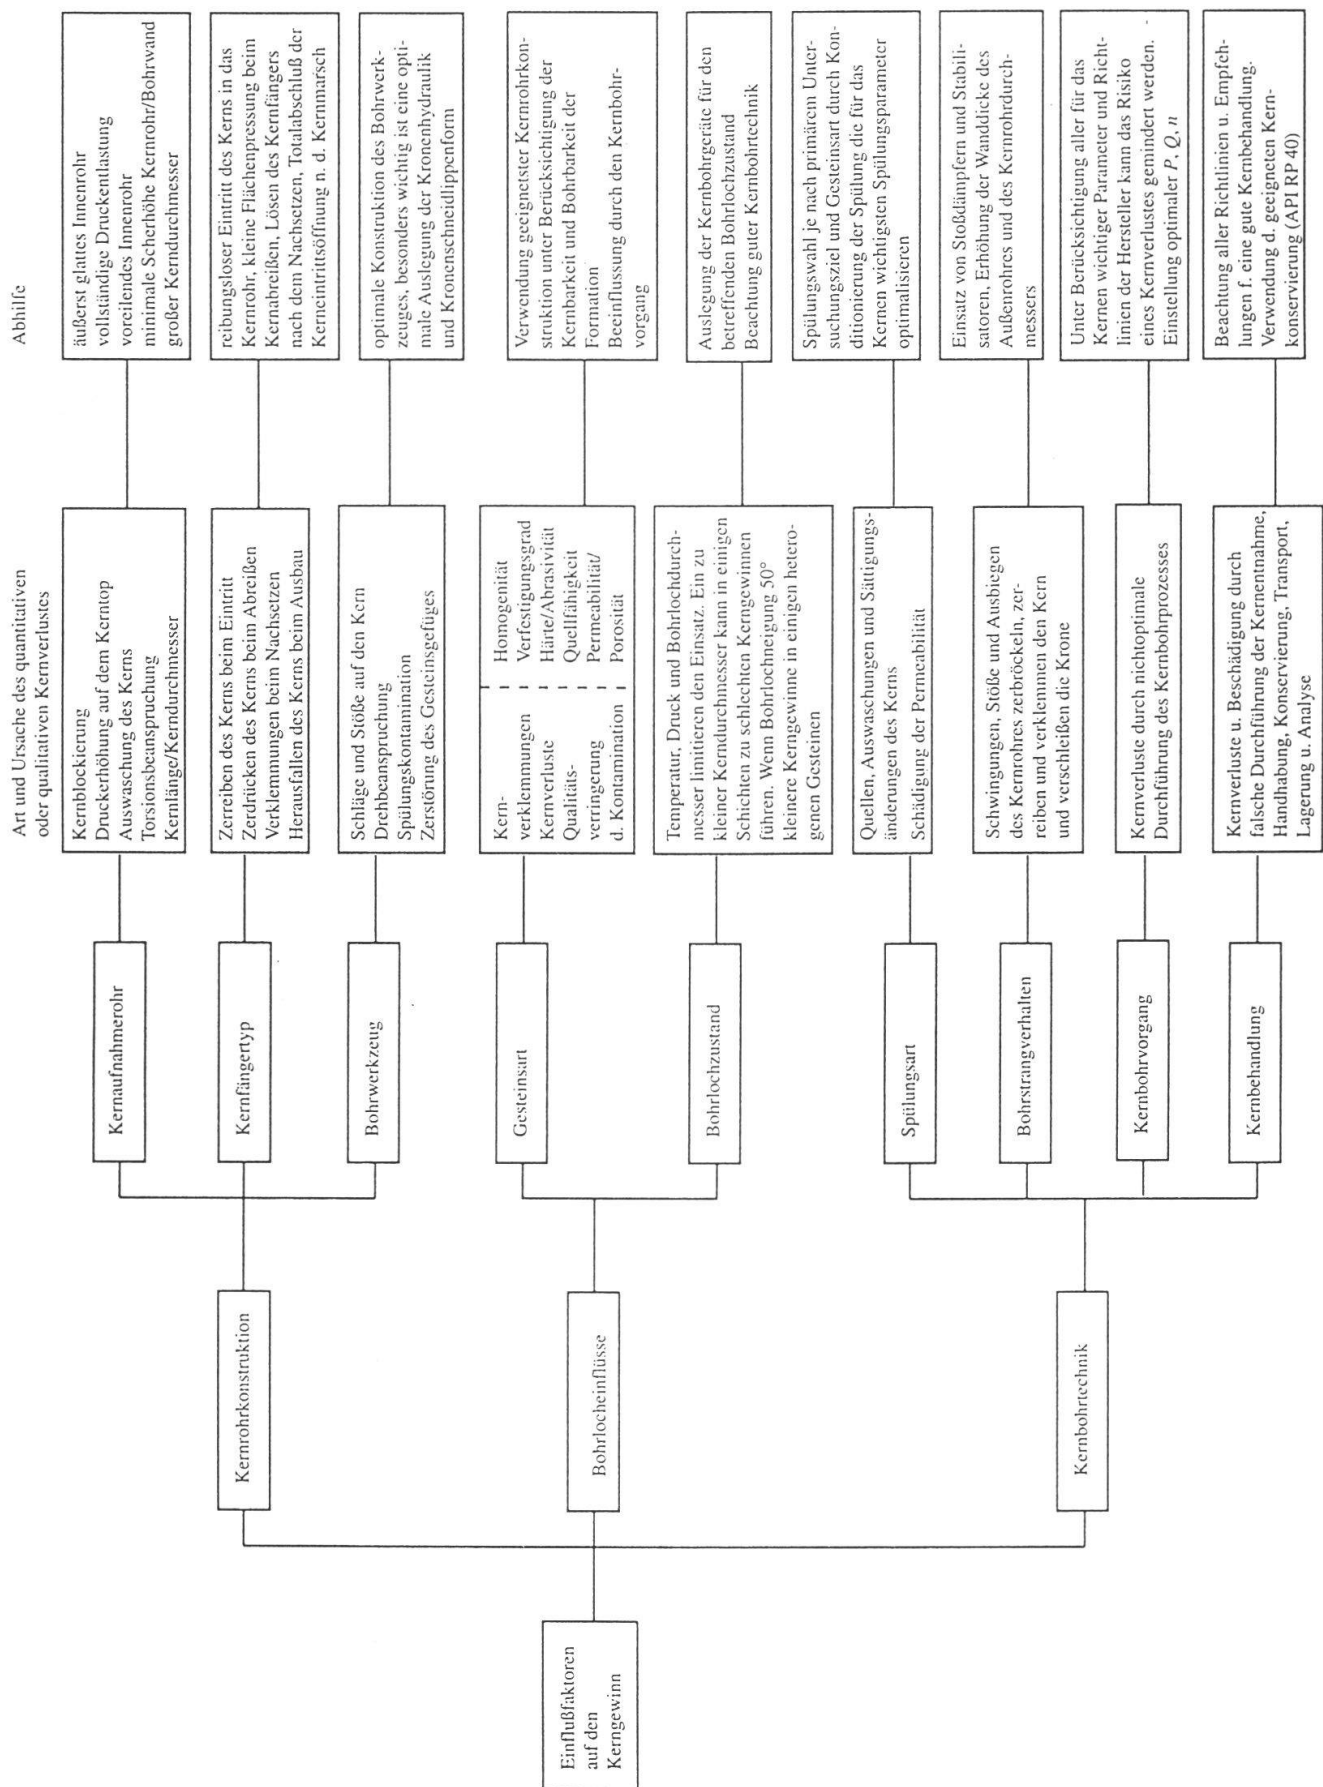 Art und Ursache des quantitativen
oder qualitativen Kernverlustes
Abhilfe
Einflußfaktoren
auf den
Kerngewinn
Kernrohrkonstruktion
Kernaufnahmerohr
Kernblockierung
Druckerhöhung auf dem Kerntop
Auswaschung des Kerns
Torsionsbeanspruchung
Kernlänge/Kerndurchmesser
äußerst glattes Innenrohr
vollständige Druckentlastung
voreilendes Innenrohr
minimale Scherhöhe Kernrohr/Bohrwand
großer Kerndurchmesser
Kernfängertyp
Zerreiben des Kerns beim Eintritt
Zerdrücken des Kerns beim Abreißen
Verklemmungen beim Nachsetzen
Herausfallen des Kerns beim Ausbau
reibungsloser Eintritt des Kerns in das
Kernrohr, kleine Flächenpressung beim
Kernabreißen, Lösen des Kernfängers
nach dem Nachsetzen, Totalabschluß der
Kerneintrittsöffnung n. d. Kernmarsch
Bohrwerkzeug
Schläge und Stöße auf den Kern
Drehbeanspruchung
Spülungskontamination
Zerstörung des Gesteinsgefüges
optimale Konstruktion des Bohrwerk-
zeuges, besonders wichtig ist eine opti-
male Auslegung der Kronenhydraulik
und Kronenschneidlippenform
Bohrlocheinflüsse
Gesteinsart
Kern-
verklemmungen
Kernverluste
Qualitäts-
verringerung
d. Kontamination
Homogenität
Verfestigungsgrad
Härte/Abrasivität
Quellfähigkeit
Permeabilität/
Porosität
Verwendung geeignetster Kernrohrkon-
struktion unter Berücksichtigung der
Kernbarkeit und Bohrbarkeit der
Formation
Beeinflussung durch den Kernbohr-
vorgang
Bohrlochzustand
Temperatur, Druck und Bohrlochdurch-
messer limitieren den Einsatz. Ein zu
kleiner Kerndurchmesser kann in einigen
Schichten zu schlechten Kerngewinnen
führen. Wenn Bohrlochneigung 50°
kleinere Kerngewinne in einigen hetero-
genen Gesteinen
Auslegung der Kernbohrgeräte für den
betreffenden Bohrlochzustand
Beachtung guter Kernbohrtechnik
Kernbohrtechnik
Spülungsart
Quellen, Auswaschungen und Sättigungs-
änderungen des Kerns
Schädigung der Permeabilität
Spülungswahl je nach primären Unter-
suchungsziel und Gesteinsart durch Kon-
ditionierung der Spülung die für das
Kernen wichtigsten Spülungsparameter
optimalisieren
Bohrstrangverhalten
Schwingungen, Stöße und Ausbiegen
des Kernrohres zerbröckeln, zer-
reiben und verklemmen den Kern
und verschleißen die Krone
Einsatz von Stoßdämpfern und Stabili-
satoren, Erhöhung der Wanddicke des
Außenrohres und des Kernrohrdurch-
messers
Kernbohrvorgang
Kernverluste durch nichtoptimale
Durchführung des Kernbohrprozesses
Unter Berücksichtigung aller für das
Kernen wichtiger Parameter und Richt-
linien der Hersteller kann das Risiko
eines Kernverlustes gemindert werden.
Einstellung optimaler P, Q, n
Kernbehandlung
Kernverluste u. Beschädigung durch
falsche Durchführung der Kernentnahme,
Handhabung, Konservierung, Transport,
Lagerung u. Analyse
Beachtung aller Richtlinien u. Empfeh-
lungen f. eine gute Kernbehandlung.
Verwendung d. geeigneten Kern-
konservierung (API RP 40)